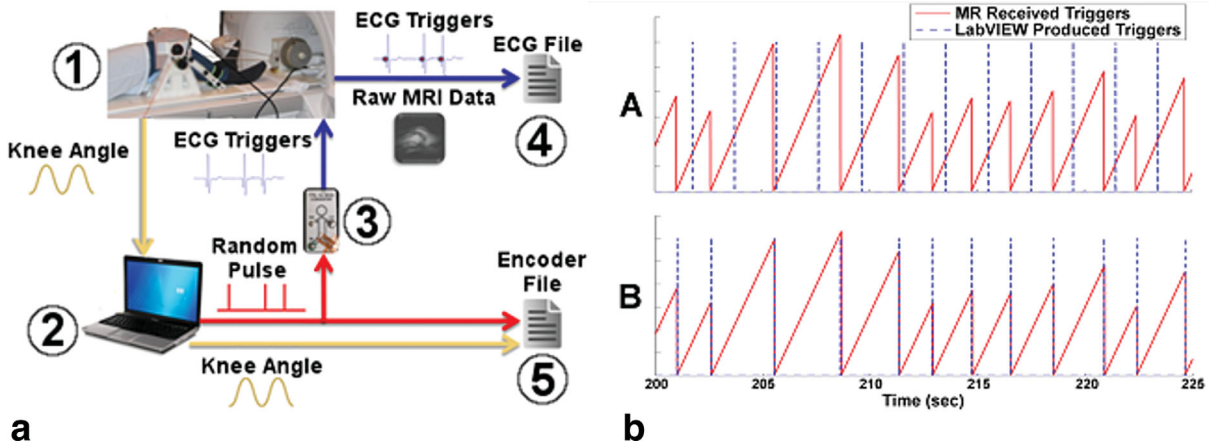 ECG Triggers
ECG File
1
Raw MRI Data
4
Knee Angle
ECG Triggers
3
Random
Pulse
Encoder
File
2
Knee Angle
5
a
MR Received Triggers
LabVIEW Produced Triggers
A
B
200 205 210 215 220 225
Time (sec)
b